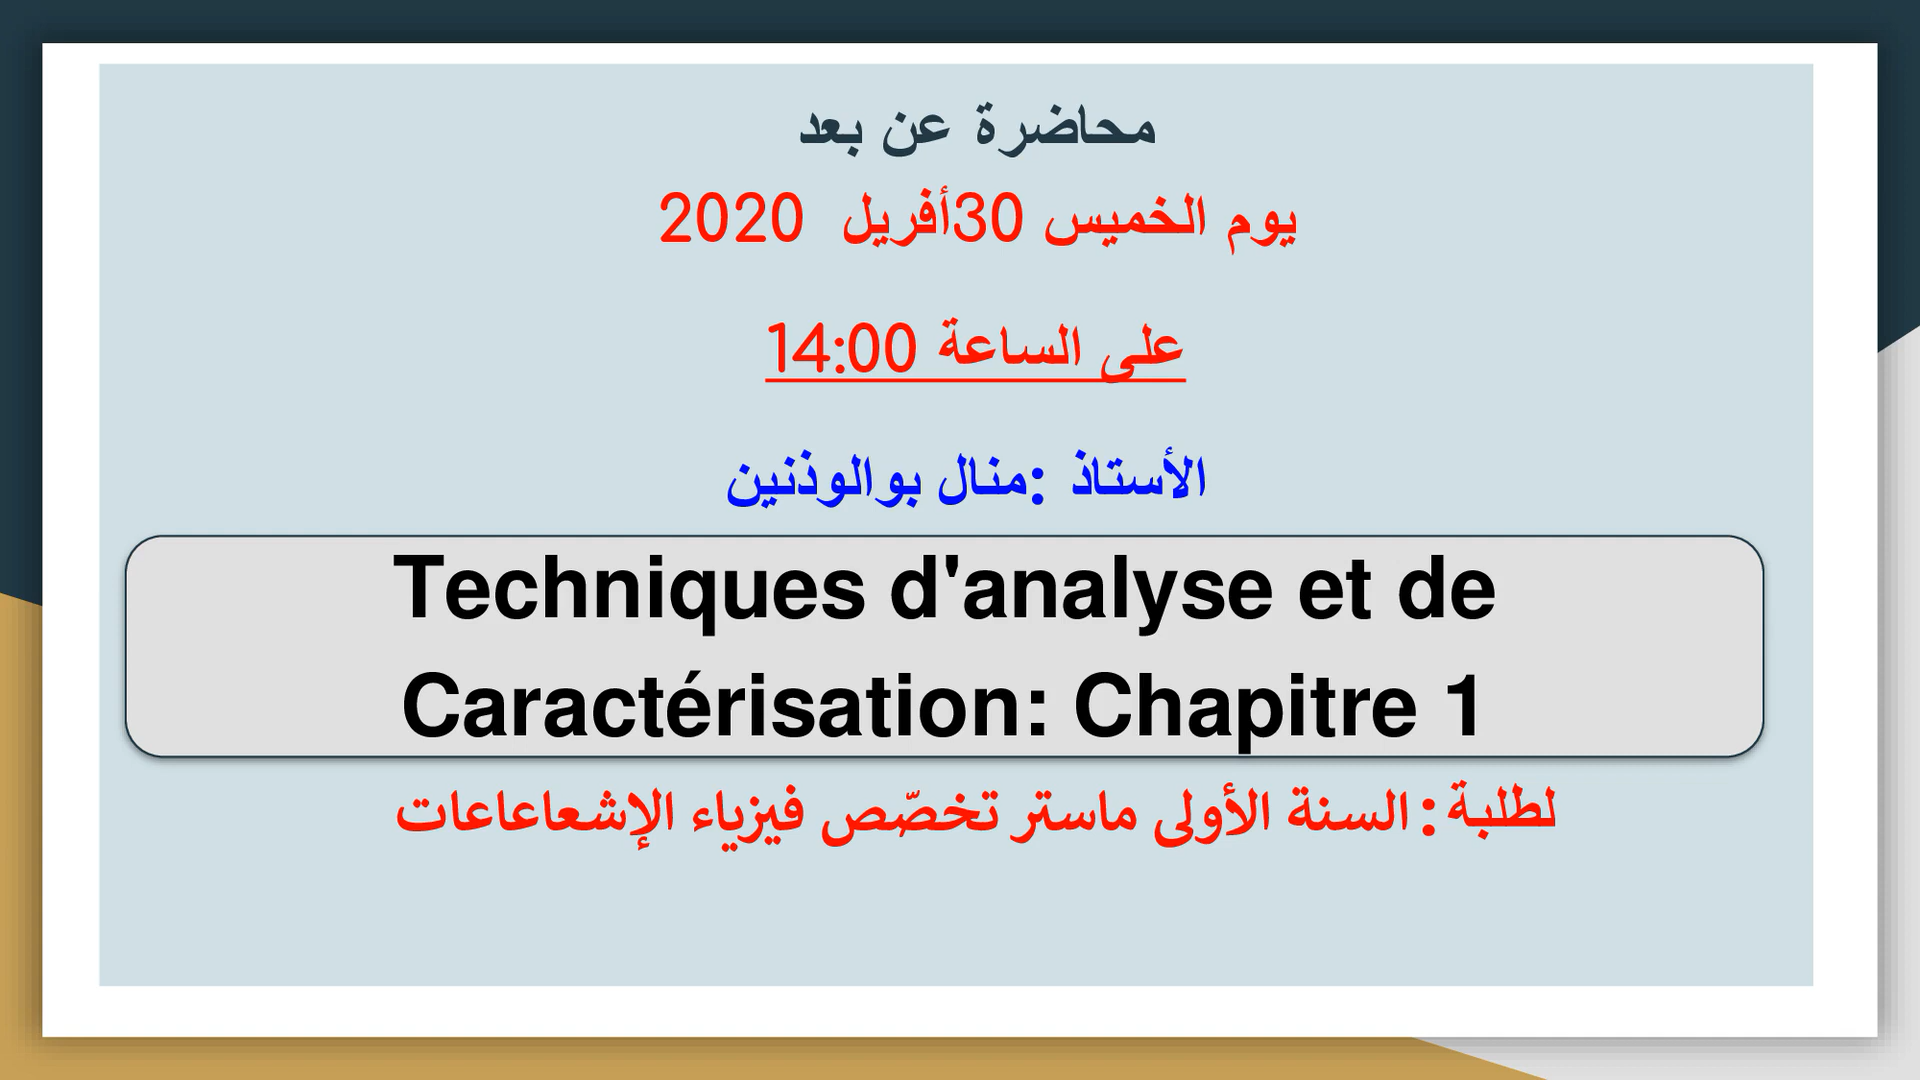 محاضرة عن بعد
يوم الخميس 30أفريل 2020
على الساعة 14:00
الأستاذ :منال بوالوذنين
Techniques d'analyse et de
Caractérisation: Chapitre 1
لطلبة : السنة الأولى ماستر تخصّص فيزياء الإشعاعاعات